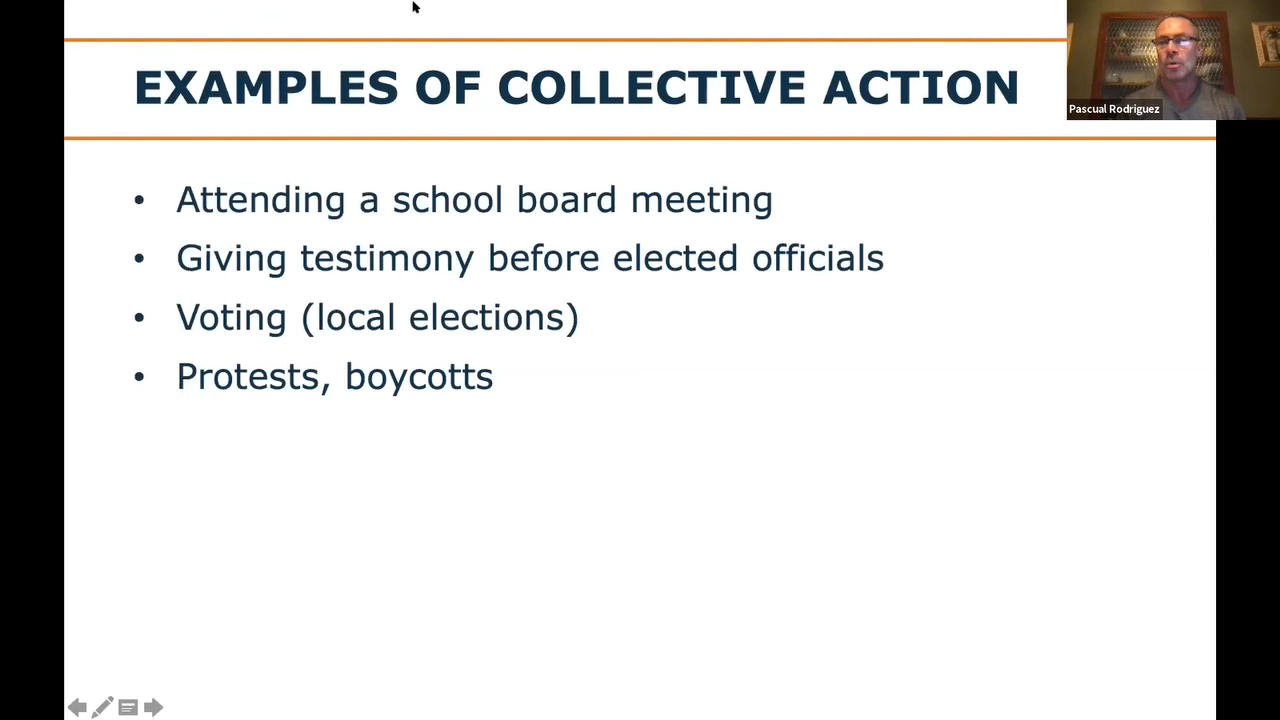 EXAMPLES OF COLLECTIVE ACTION
Pascual Rodriguez
• Attending a school board meeting
• Giving testimony before elected officials
• Voting (local elections)
• Protests, boycotts